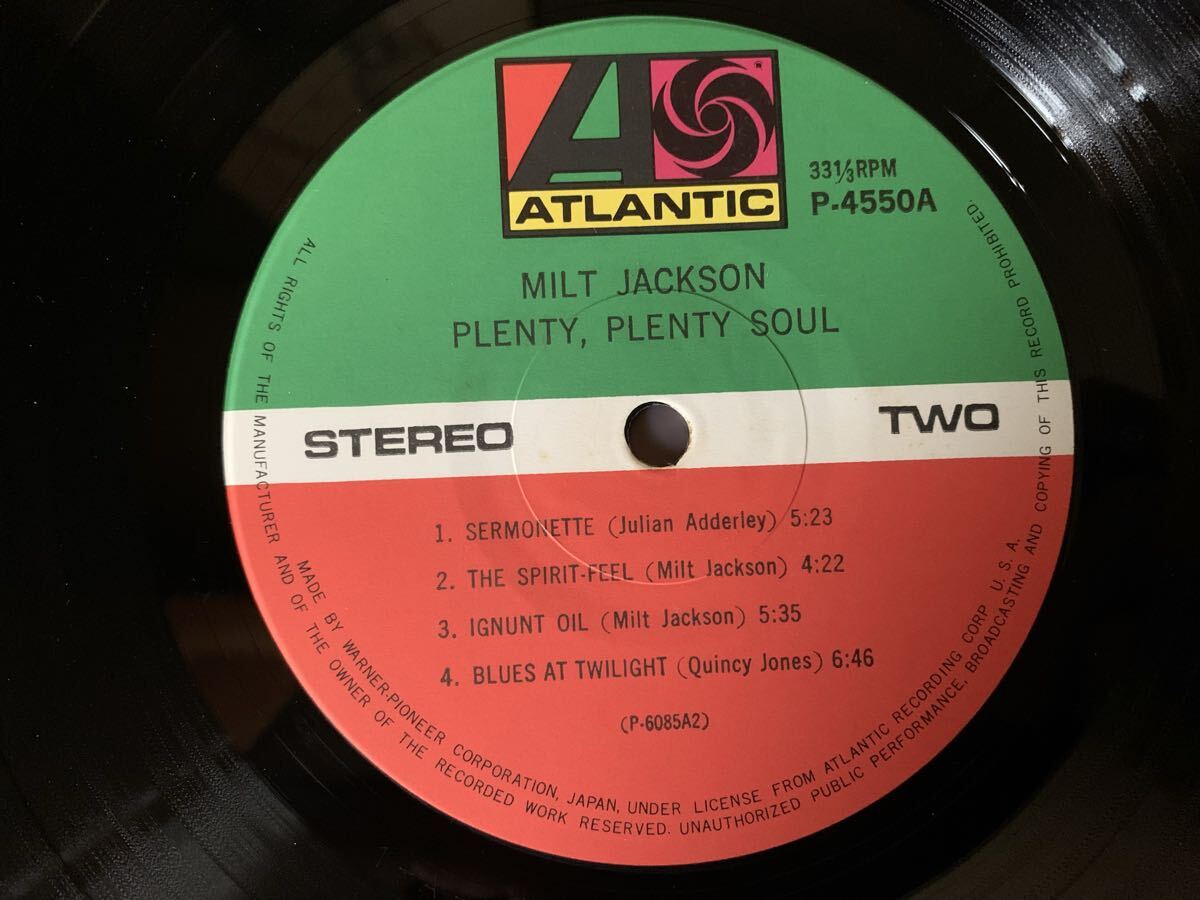 ATLANTIC
33⅓RPM
P-4550A
MILT JACKSON
PLENTY, PLENTY SOUL
STEREO
TWO
1. SERMONETTE (Julian Adderley) 5:23
2. THE SPIRIT-FEEL (Milt Jackson) 4:22
3. IGNUNT OIL (Milt Jackson) 5:35
4. BLUES AT TWILIGHT (Quincy Jones) 6:46
(P-6085A2)
MADE BY WARNER-PIONEER CORPORATION, JAPAN, UNDER LICENSE FROM ATLANTIC RECORDING CORP. U. S. A.
ALL RIGHTS OF THE MANUFACTURER AND OF THE OWNER OF THE RECORDED WORK RESERVED. UNAUTHORIZED PUBLIC PERFORMANCE, BROADCASTING AND COPYING OF THIS RECORD PROHIBITED.